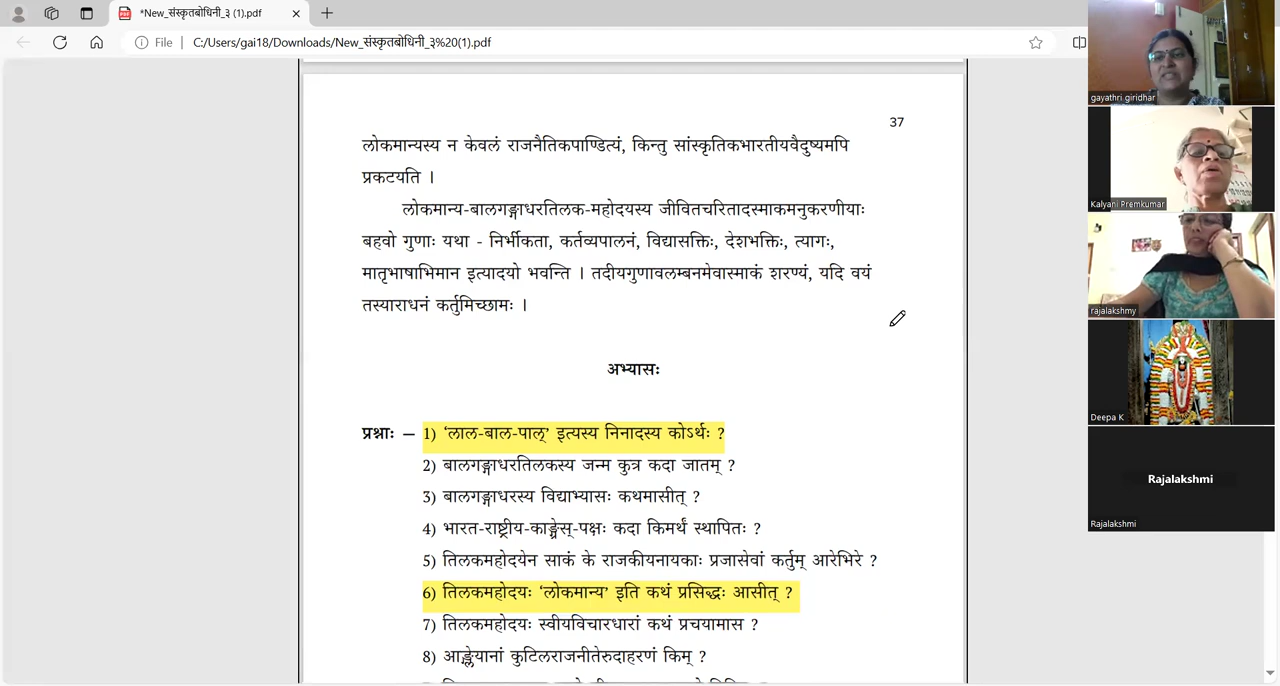 *New_संस्कृतबोधिनी_३ (1).pdf
File
C:/Users/gai18/Downloads/New_संस्कृतबोधिनी_३%20(1).pdf
37
लोकमान्यस्य न केवलं राजनैतिकपाण्डित्यं, किन्तु सांस्कृतिकभारतीयवैदुष्यमपि
प्रकटयति ।
लोकमान्य-बालगङ्गाधरतिलक-महोदयस्य जीवितचरितादस्माकमनुकरणीयाः
बहवो गुणाः यथा - निर्भीकता, कर्तव्यपालनं, विद्यासक्तिः, देशभक्तिः, त्यागः,
मातृभाषाभिमान इत्यादयो भवन्ति । तदीयगुणावलम्बनमेवास्माकं शरण्यं, यदि वयं
तस्याराधनं कर्तुमिच्छामः ।
अभ्यासः
प्रश्नाः – 1) ‘लाल-बाल-पाल्’ इत्यस्य निनादस्य कोऽर्थः ?
2) बालगङ्गाधरतिलकस्य जन्म कुत्र कदा जातम् ?
3) बालगङ्गाधरस्य विद्याभ्यासः कथमासीत् ?
4) भारत-राष्ट्रीय-काङ्ग्रेस्-पक्षः कदा किमर्थं स्थापितः ?
5) तिलकमहोदयेन साकं के राजकीयनायकाः प्रजासेवां कर्तुम् आरेभिरे ?
6) तिलकमहोदयः ‘लोकमान्य’ इति कथं प्रसिद्धः आसीत् ?
7) तिलकमहोदयः स्वीयविचारधारां कथं प्रचयामास ?
8) आङ्ग्लेयानां कुटिलराजनीतेरुदाहरणं किम् ?
gayathri giridhar
Kalyani Premkumar
rajalakshmy
Deepa K
Rajalakshmi
Rajalakshmi